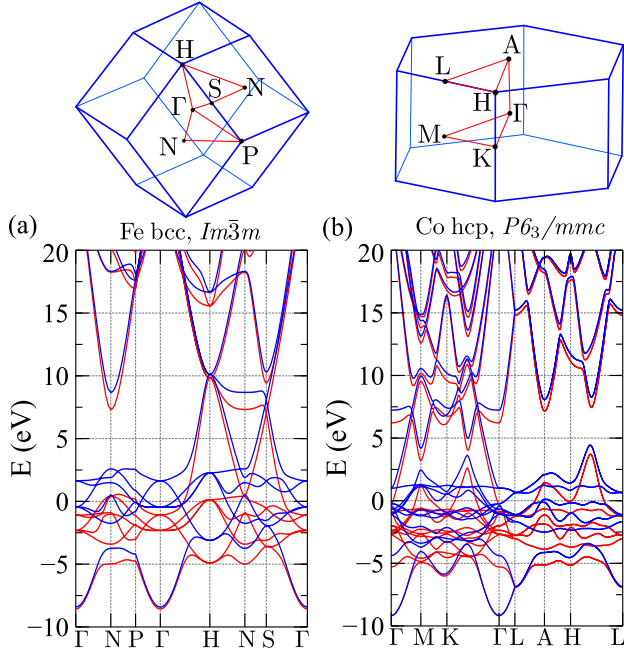 H
S
N
Γ
N
P
A
L
H
Γ
M
K
(a)
Fe bcc, Im3̄m
(b)
Co hcp, P6₃/mmc
E (eV)
20
15
10
5
0
−5
−10
Γ N P Γ H N S Γ
E (eV)
20
15
10
5
0
−5
−10
Γ M K Γ L A H L